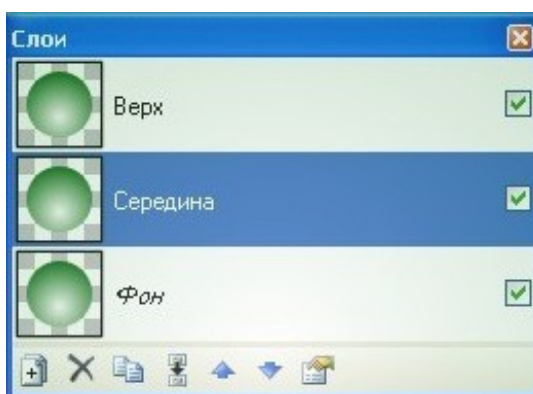 Слои
Верх
Середина
Фон